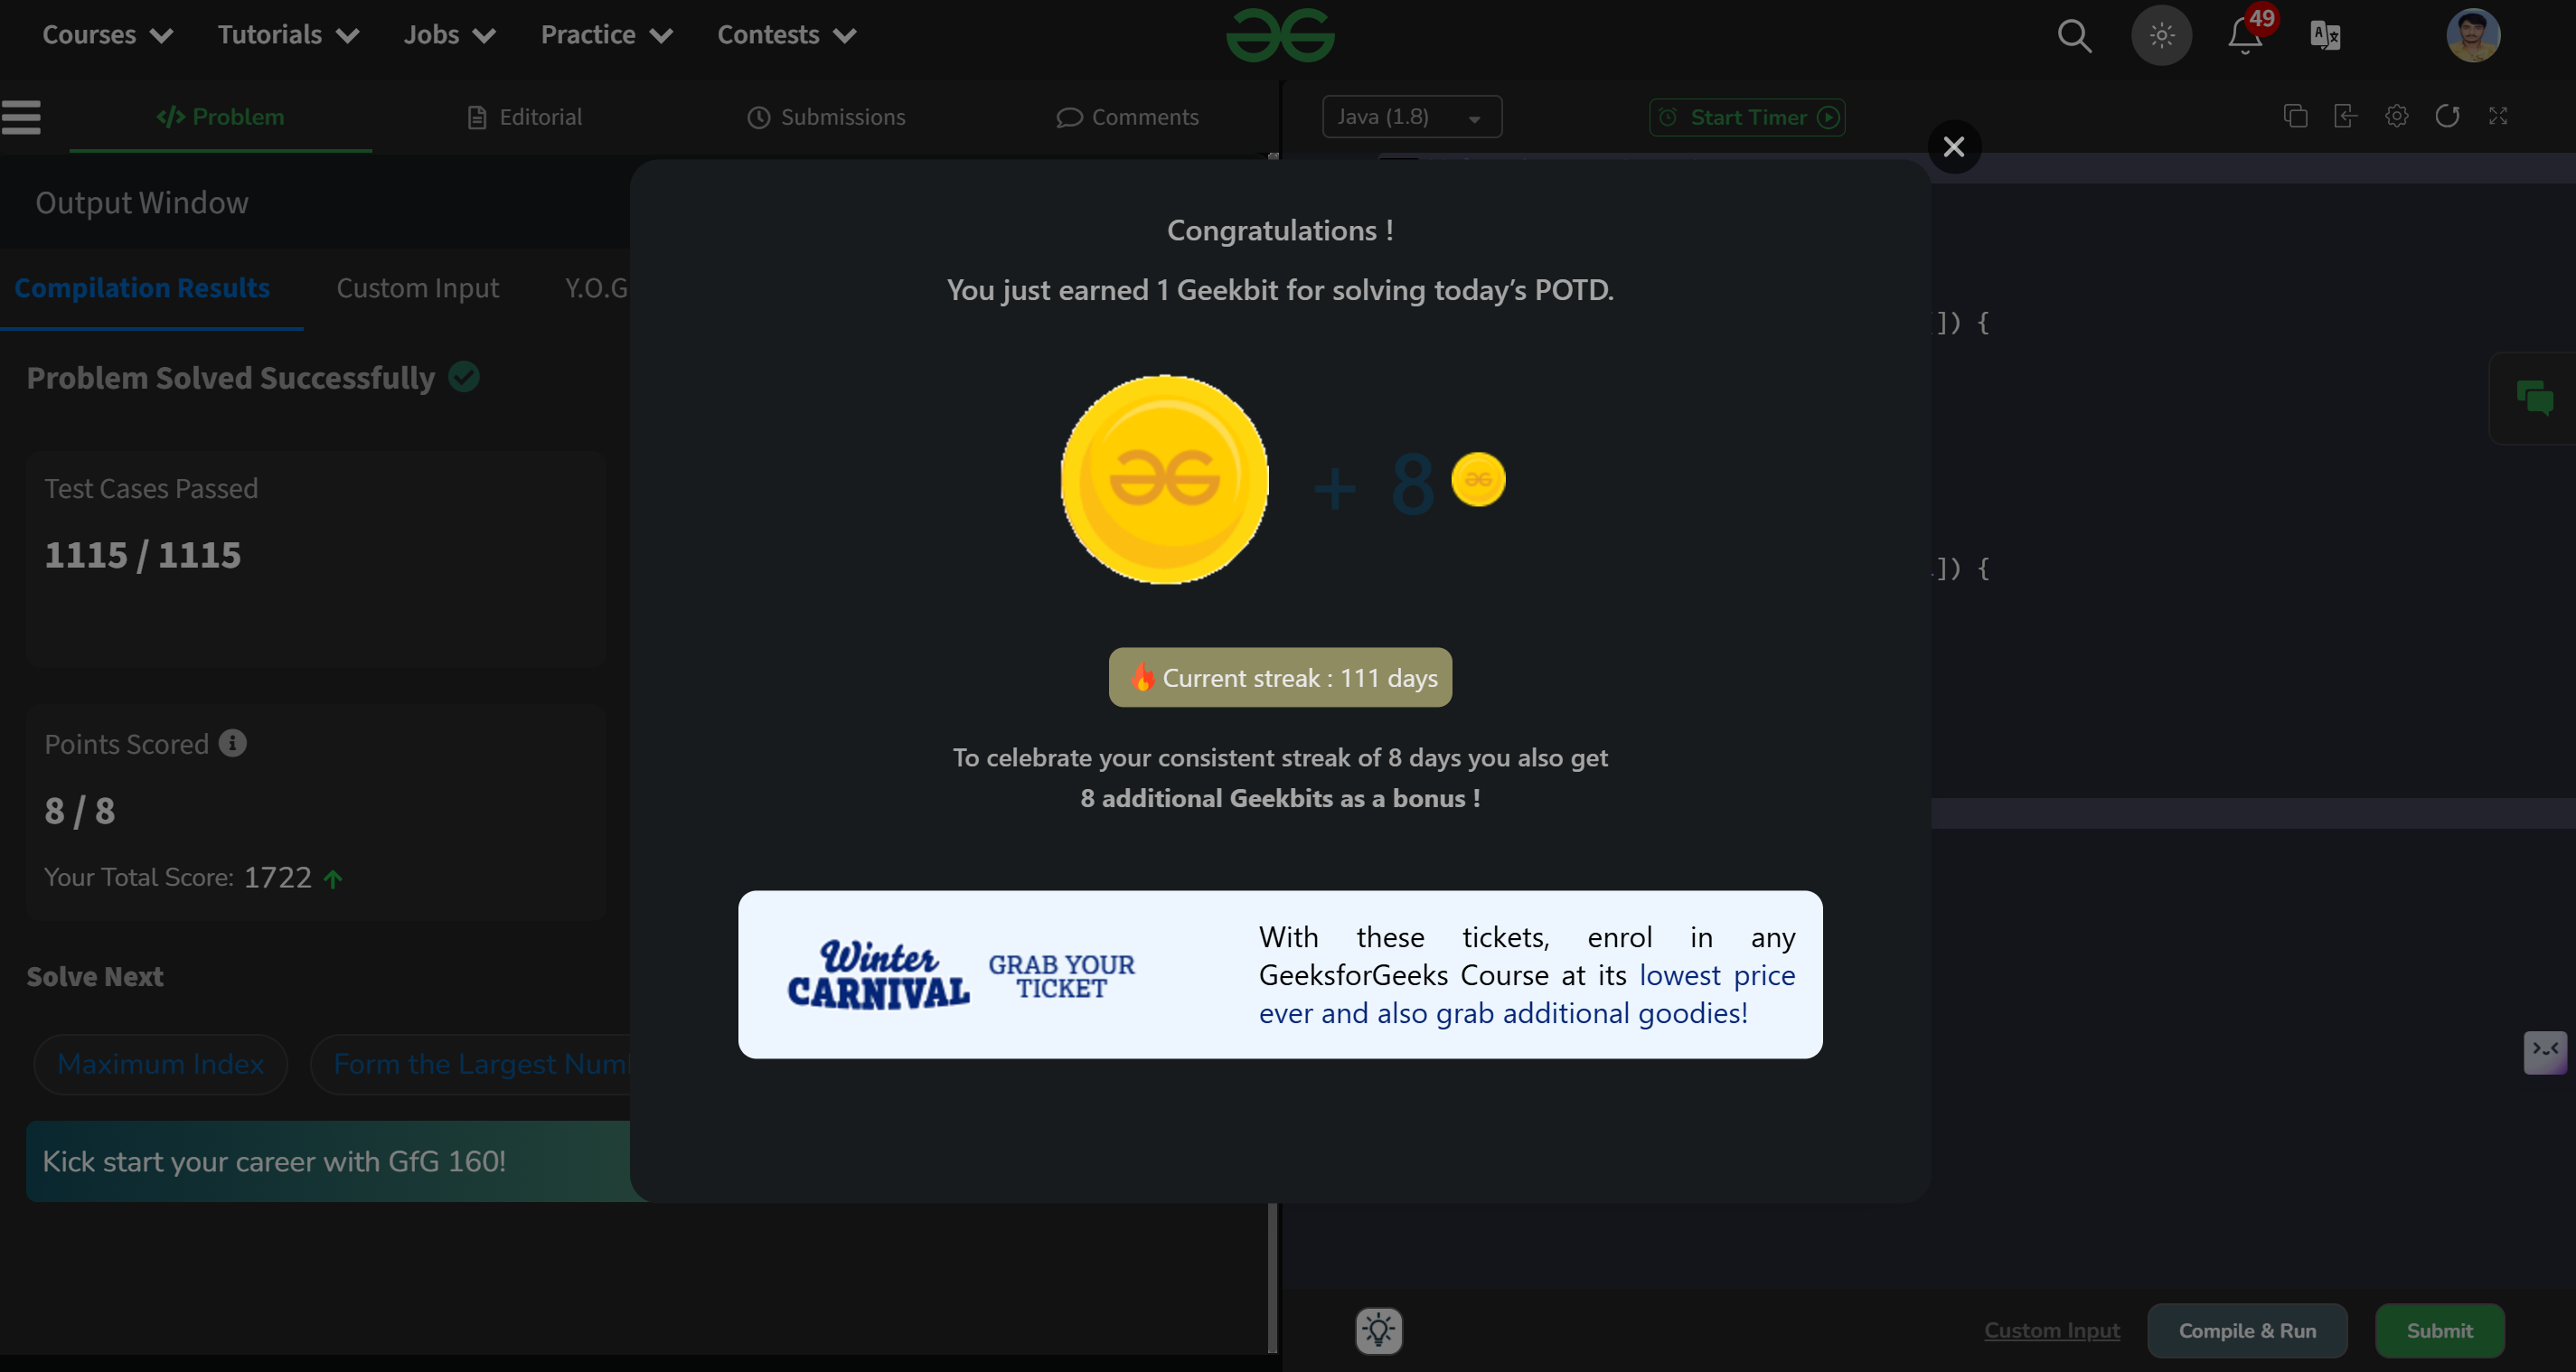 Courses Tutorials Jobs Practice Contests
49
Problem Editorial Submissions Comments
Java (1.8) Start Timer
Output Window
Compilation Results Custom Input Y.O.G
Problem Solved Successfully
Test Cases Passed
1115 / 1115
Points Scored
8 / 8
Your Total Score: 1722
Solve Next
Maximum Index Form the Largest
Kick start your career with GfG 160!
Congratulations !
You just earned 1 Geekbit for solving today’s POTD.
+ 8
Current streak : 111 days
To celebrate your consistent streak of 8 days you also get
8 additional Geekbits as a bonus !
Winter
CARNIVAL
GRAB YOUR
TICKET
With these tickets, enrol in any
GeeksforGeeks Course at its lowest price
ever and also grab additional goodies!
]) {
]) {
Custom Input Compile & Run Submit